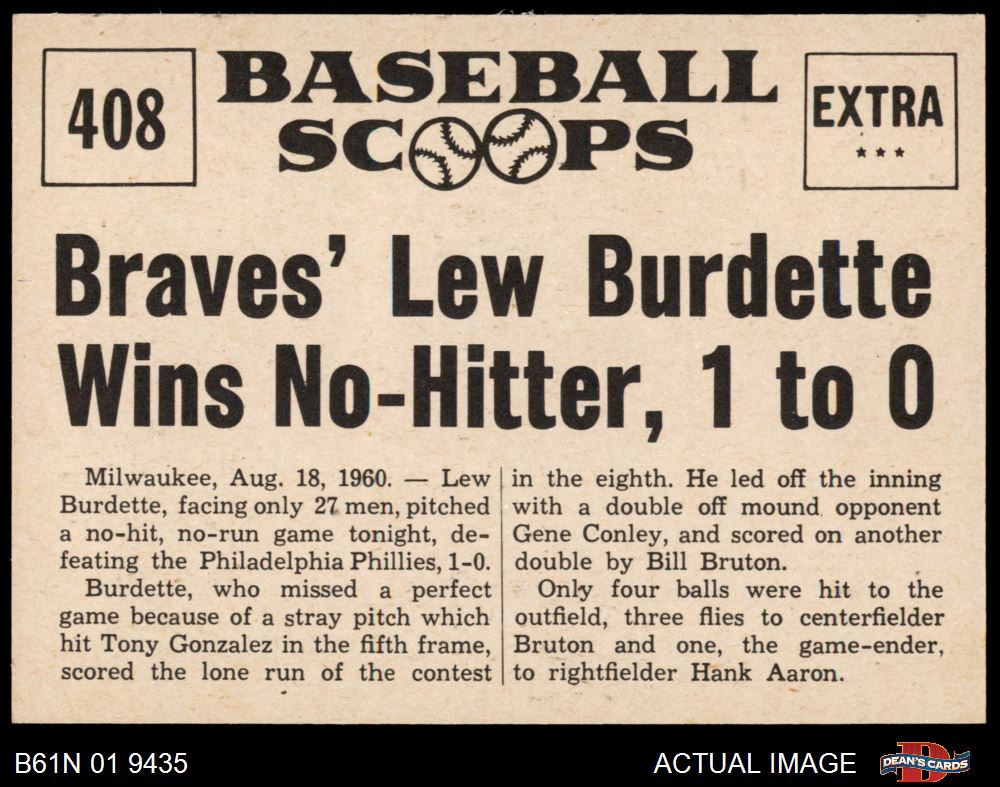 408
BASEBALL
SCOOPS
EXTRA
***
Braves' Lew Burdette
Wins No-Hitter, 1 to 0
Milwaukee, Aug. 18, 1960. — Lew
Burdette, facing only 27 men, pitched
a no-hit, no-run game tonight, de-
feating the Philadelphia Phillies, 1-0.
Burdette, who missed a perfect
game because of a stray pitch which
hit Tony Gonzalez in the fifth frame,
scored the lone run of the contest
in the eighth. He led off the inning
with a double off mound opponent
Gene Conley, and scored on another
double by Bill Bruton.
Only four balls were hit to the
outfield, three flies to centerfielder
Bruton and one, the game-ender,
to rightfielder Hank Aaron.
B61N 01 9435
ACTUAL IMAGE
DEAN'S CARDS